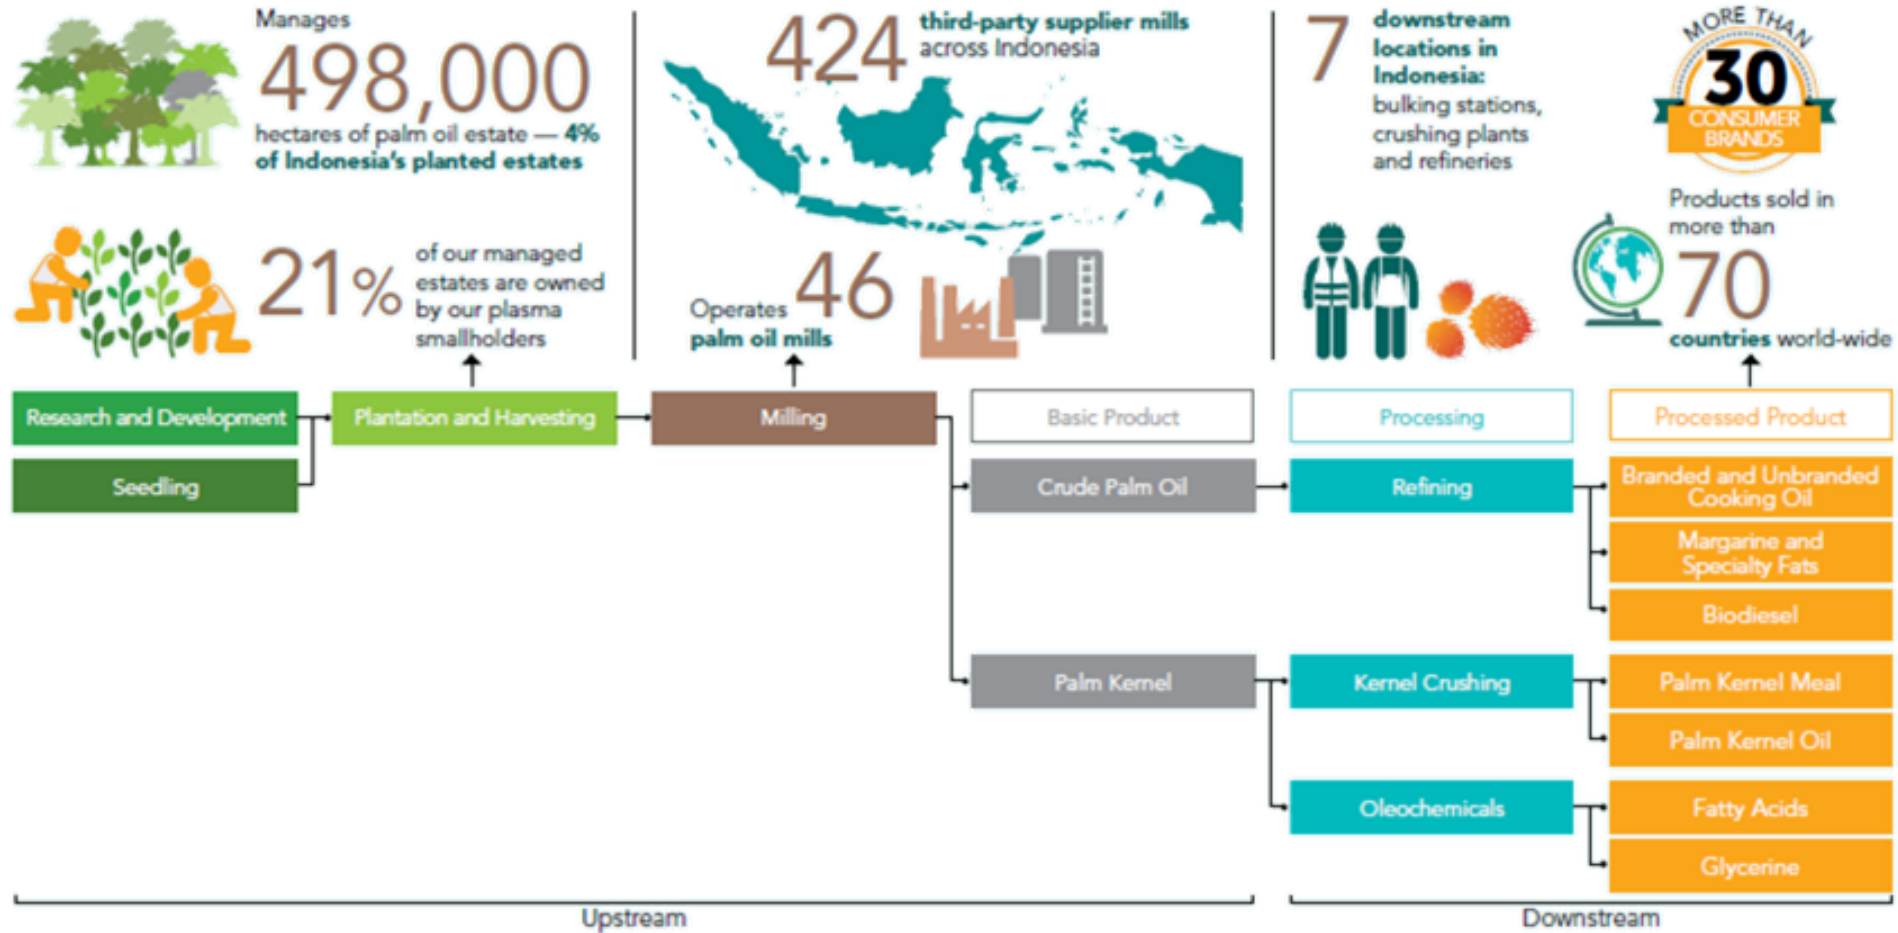 Manages
498,000
hectares of palm oil estate — 4%
of Indonesia's planted estates
21%
of our managed
estates are owned
by our plasma
smallholders
424
third-party supplier mills
across Indonesia
Operates
46
palm oil mills
7
downstream
locations in
Indonesia:
bulking stations,
crushing plants
and refineries
MORE THAN
30
CONSUMER
BRANDS
Products sold in
more than
70
countries world-wide
Research and Development
Plantation and Harvesting
Milling
Basic Product
Processing
Processed Product
Seedling
Crude Palm Oil
Refining
Branded and Unbranded
Cooking Oil
Margarine and
Specialty Fats
Biodiesel
Palm Kernel
Kernel Crushing
Palm Kernel Meal
Palm Kernel Oil
Oleochemicals
Fatty Acids
Glycerine
Upstream
Downstream